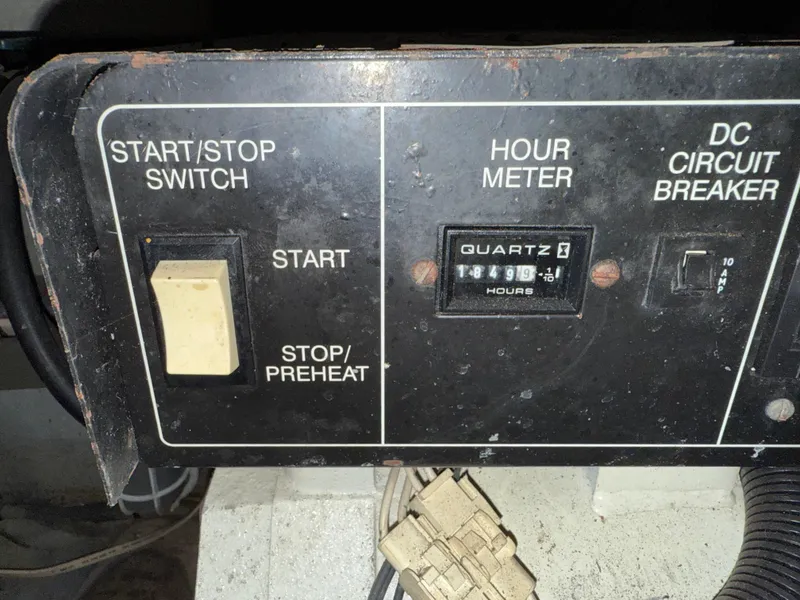 START/STOP
SWITCH
START
STOP/
PREHEAT
HOUR
METER
QUARTZ
18499 1/10
HOURS
DC
CIRCUIT
BREAKER
10
AMP